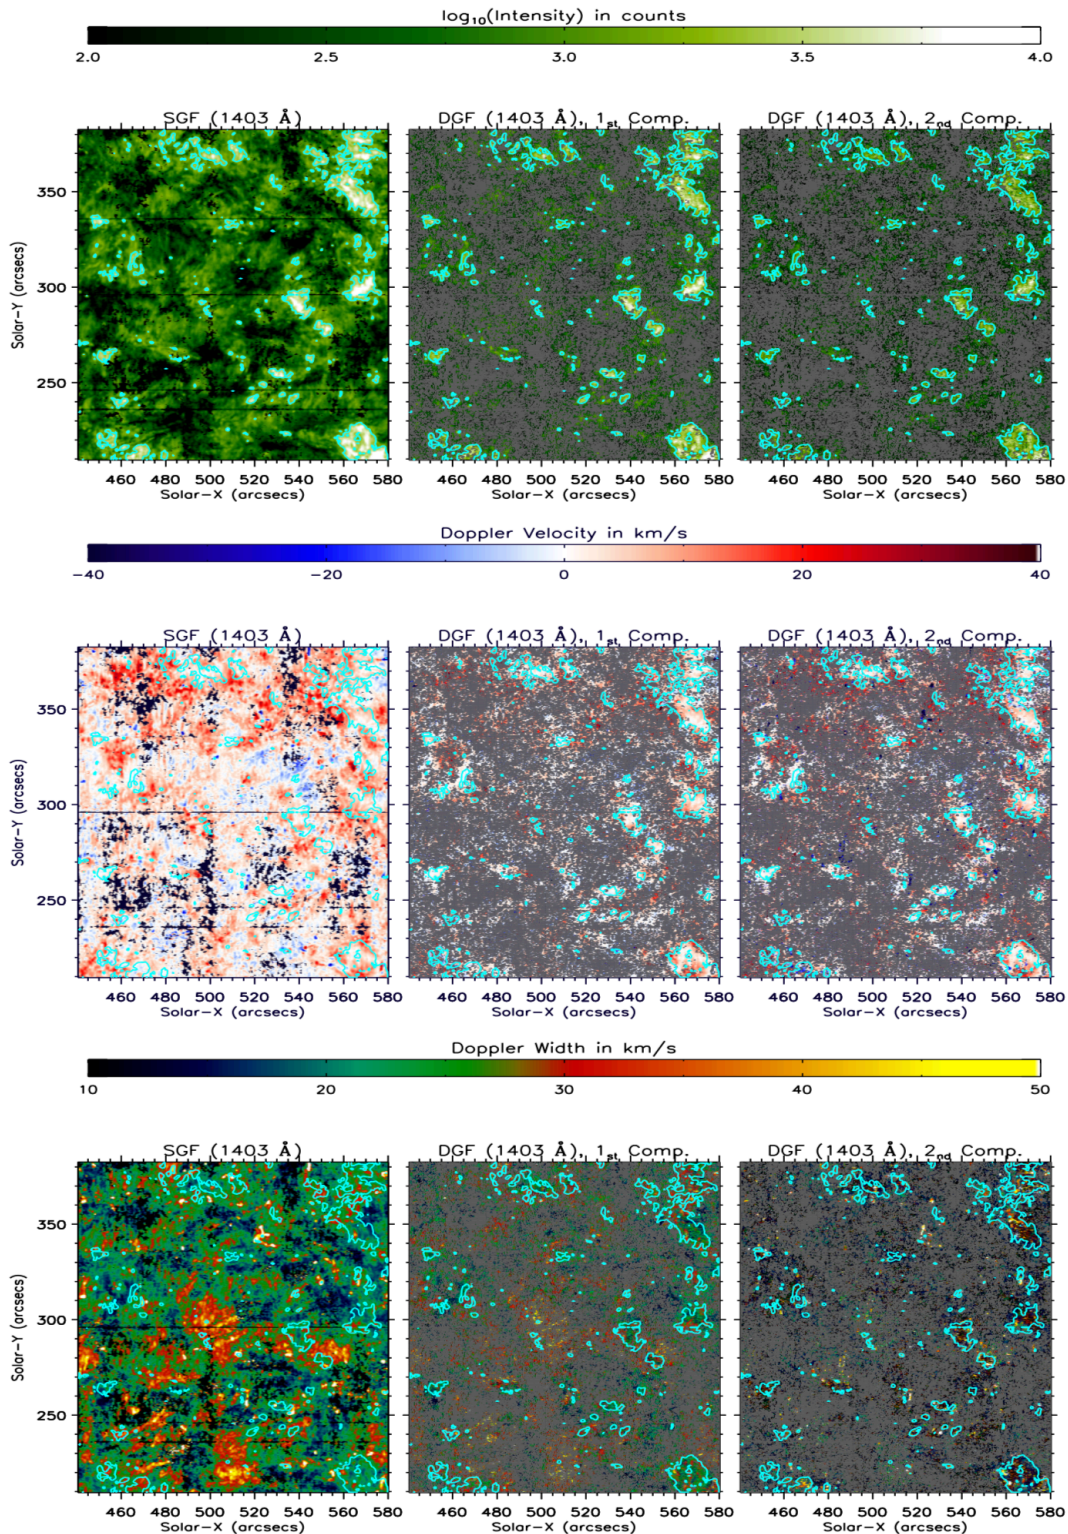 log₁₀(Intensity) in counts
2.0 2.5 3.0 3.5 4.0
SGF (1403 Å) DGF (1403 Å), 1st Comp. DGF (1403 Å), 2nd Comp.
350
300
250
Solar-Y (arcsecs)
460 480 500 520 540 560 580 460 480 500 520 540 560 580 460 480 500 520 540 560 580
Solar-X (arcsecs) Solar-X (arcsecs) Solar-X (arcsecs)
Doppler Velocity in km/s
-40 -20 0 20 40
SGF (1403 Å) DGF (1403 Å), 1st Comp. DGF (1403 Å), 2nd Comp.
350
300
250
Solar-Y (arcsecs)
460 480 500 520 540 560 580 460 480 500 520 540 560 580 460 480 500 520 540 560 580
Solar-X (arcsecs) Solar-X (arcsecs) Solar-X (arcsecs)
Doppler Width in km/s
10 20 30 40 50
SGF (1403 Å) DGF (1403 Å), 1st Comp. DGF (1403 Å), 2nd Comp.
350
300
250
Solar-Y (arcsecs)
460 480 500 520 540 560 580 460 480 500 520 540 560 580 460 480 500 520 540 560 580
Solar-X (arcsecs) Solar-X (arcsecs) Solar-X (arcsecs)